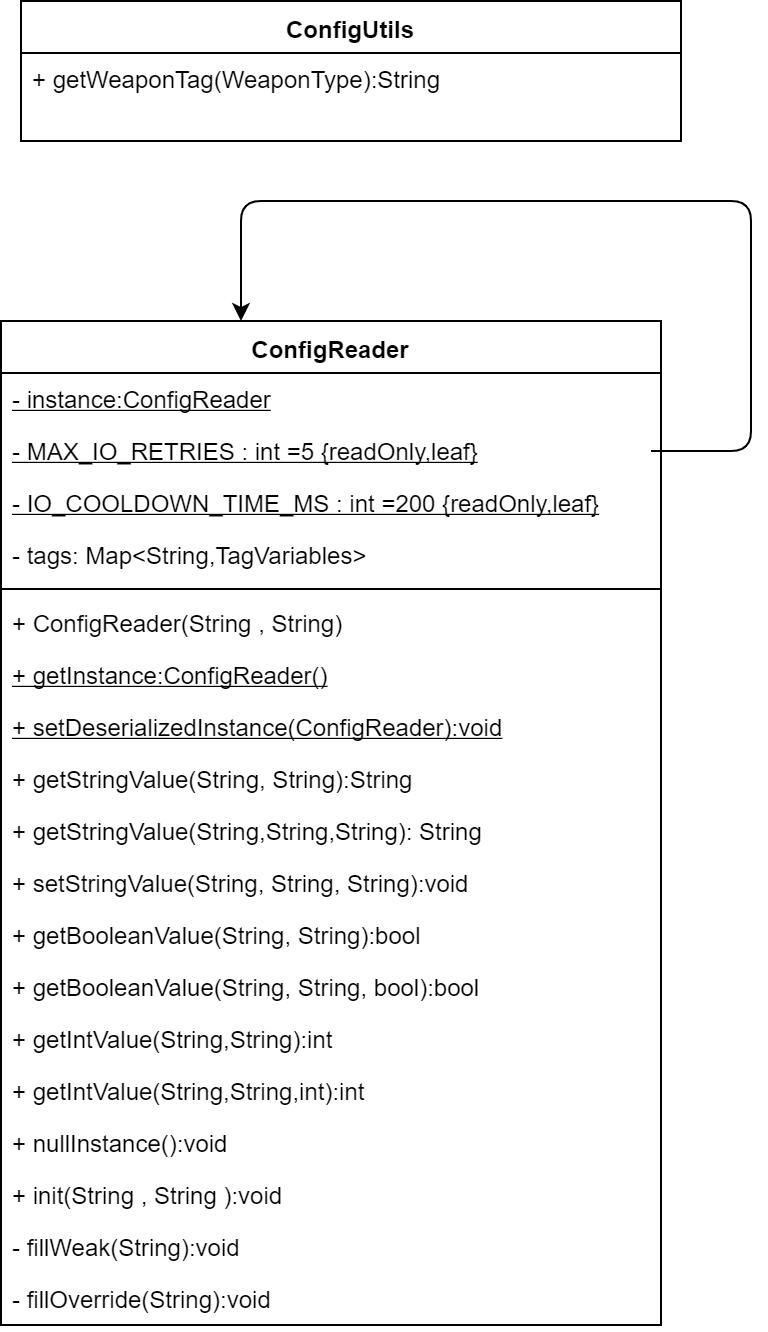 ConfigUtils
+ getWeaponTag(WeaponType):String
ConfigReader
- instance:ConfigReader
- MAX_IO_RETRIES : int =5 {readOnly,leaf}
- IO_COOLDOWN_TIME_MS : int =200 {readOnly,leaf}
- tags: Map<String,TagVariables>
+ ConfigReader(String , String)
+ getInstance:ConfigReader()
+ setDeserializedInstance(ConfigReader):void
+ getStringValue(String, String):String
+ getStringValue(String,String,String): String
+ setStringValue(String, String, String):void
+ getBooleanValue(String, String):bool
+ getBooleanValue(String, String, bool):bool
+ getIntValue(String,String):int
+ getIntValue(String,String,int):int
+ nullInstance():void
+ init(String , String ):void
- fillWeak(String):void
- fillOverride(String):void